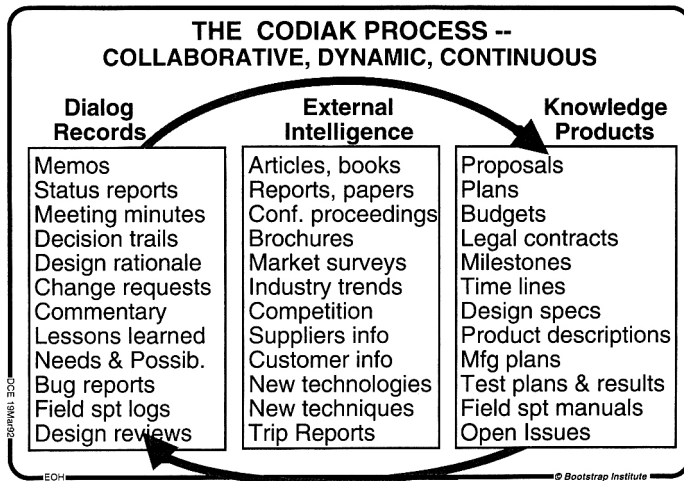 THE CODIAK PROCESS --
COLLABORATIVE, DYNAMIC, CONTINUOUS
Dialog
Records
Memos
Status reports
Meeting minutes
Decision trails
Design rationale
Change requests
Commentary
Lessons learned
Needs & Possib.
Bug reports
Field spt logs
Design reviews
External
Intelligence
Articles, books
Reports, papers
Conf. proceedings
Brochures
Market surveys
Industry trends
Competition
Suppliers info
Customer info
New technologies
New techniques
Trip Reports
Knowledge
Products
Proposals
Plans
Budgets
Legal contracts
Milestones
Time lines
Design specs
Product descriptions
Mfg plans
Test plans & results
Field spt manuals
Open Issues
DCE 19Mar92
EOH
© Bootstrap Institute